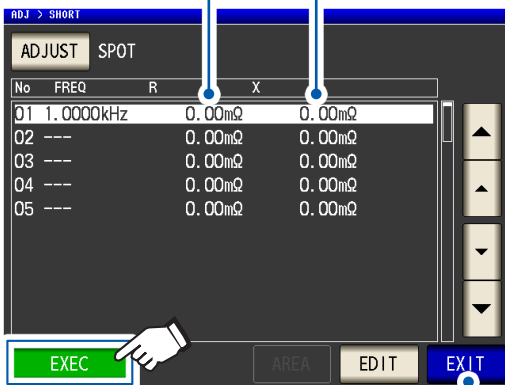 ADJ > SHORT
ADJUST SPOT
No FREQ R X
01 1.0000kHz 0.00mΩ 0.00mΩ
02 --- 0.00mΩ 0.00mΩ
03 --- 0.00mΩ 0.00mΩ
04 --- 0.00mΩ 0.00mΩ
05 --- 0.00mΩ 0.00mΩ
EXEC AREA EDIT EXIT